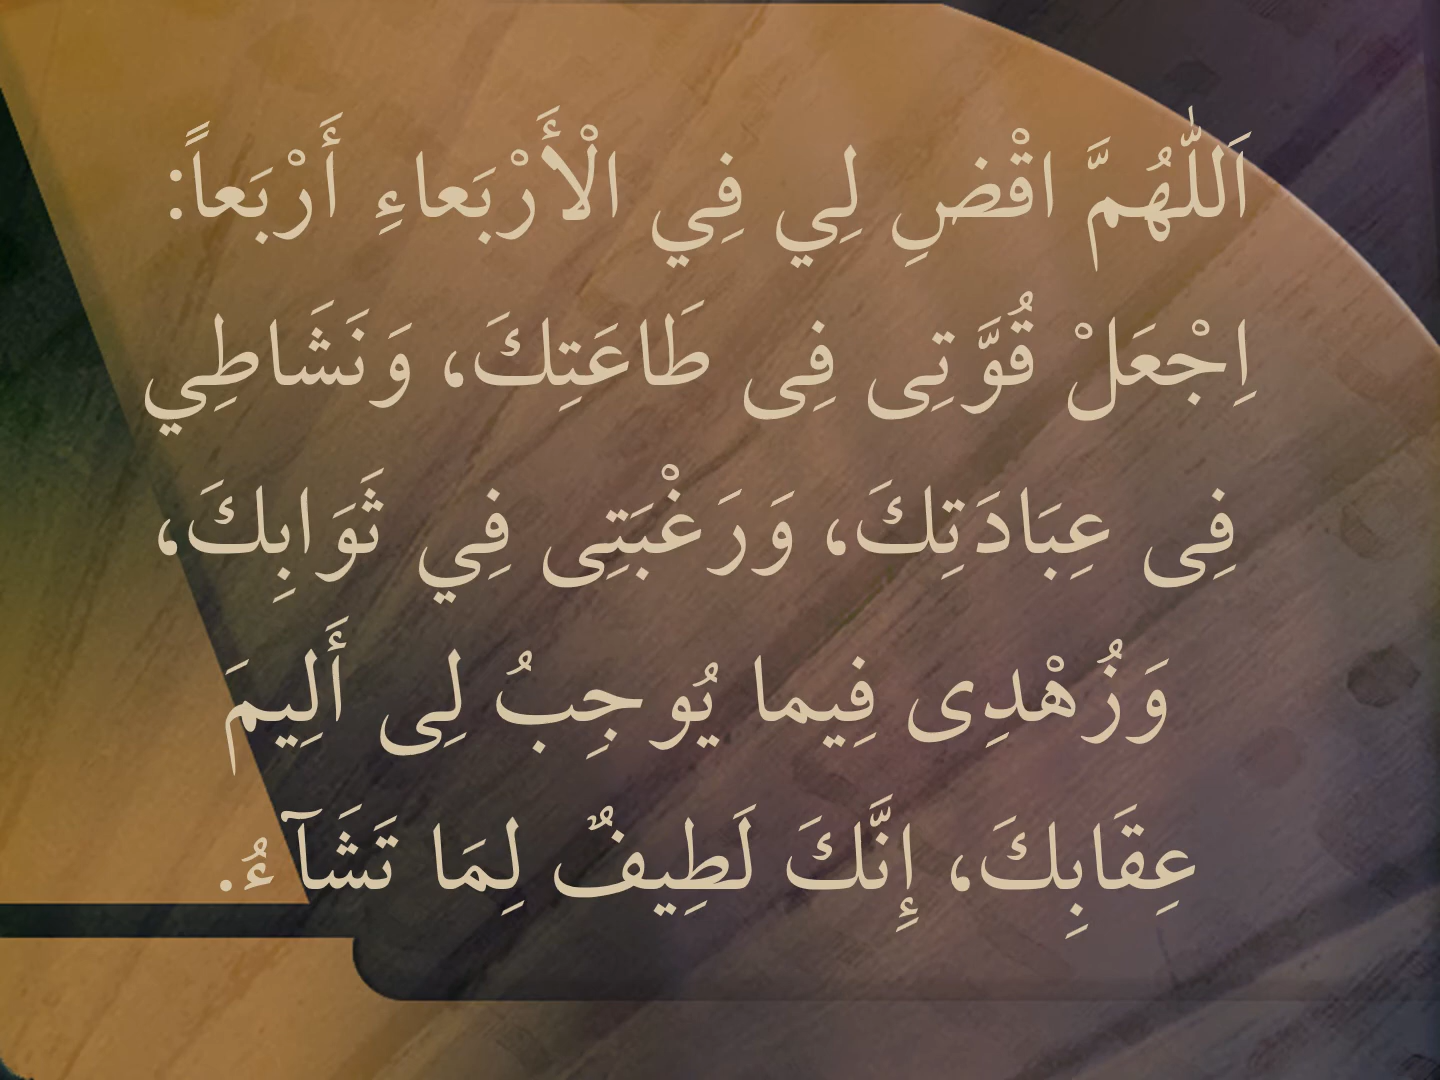 اَللّٰهُمَّ اقْضِ لِي فِي الْأَرْبَعاءِ أَرْبَعاً:
اِجْعَلْ قُوَّتِى فِى طَاعَتِكَ، وَنَشَاطِي
فِى عِبَادَتِكَ، وَرَغْبَتِى فِي ثَوَابِكَ،
وَزُهْدِى فِيما يُوجِبُ لِى أَلِيمَ
عِقَابِكَ، إِنَّكَ لَطِيفٌ لِمَا تَشَآءُ.